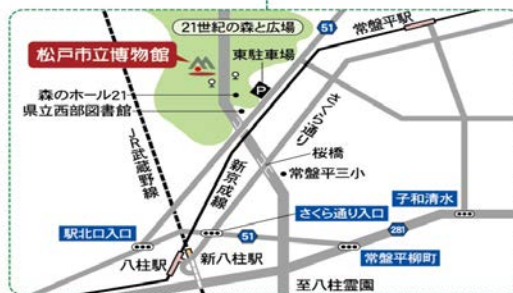 21世紀の森と広場
51
常盤平駅
松戸市立博物館
東駐車場
P
森のホール21
県立西部図書館
さくら通り
JR武蔵野線
新京成線
桜橋
常盤平三小
子和清水
さくら通り入口
駅北口入口
51
281
八柱駅
新八柱駅
常盤平柳町
至八柱霊園